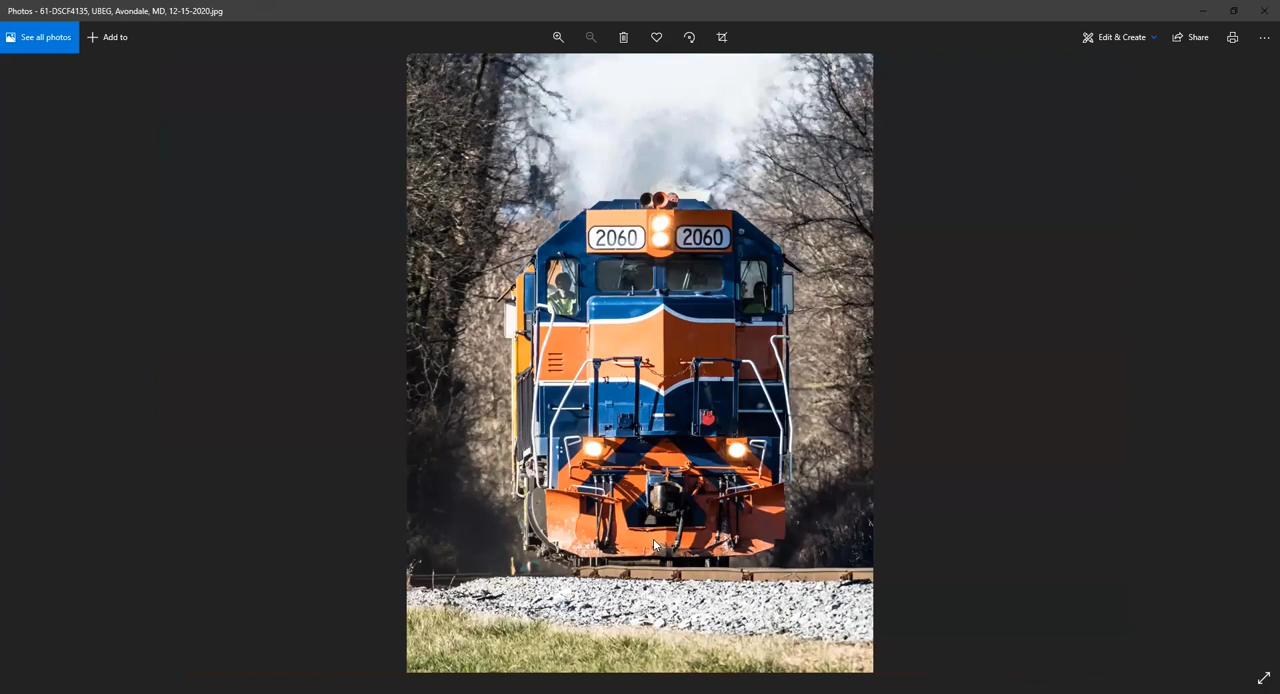 Photos - 61-DSCF4135, UBEG, Avondale, MD, 12-15-2020.jpg
See all photos
Add to
Edit & Create
Share
2060 2060